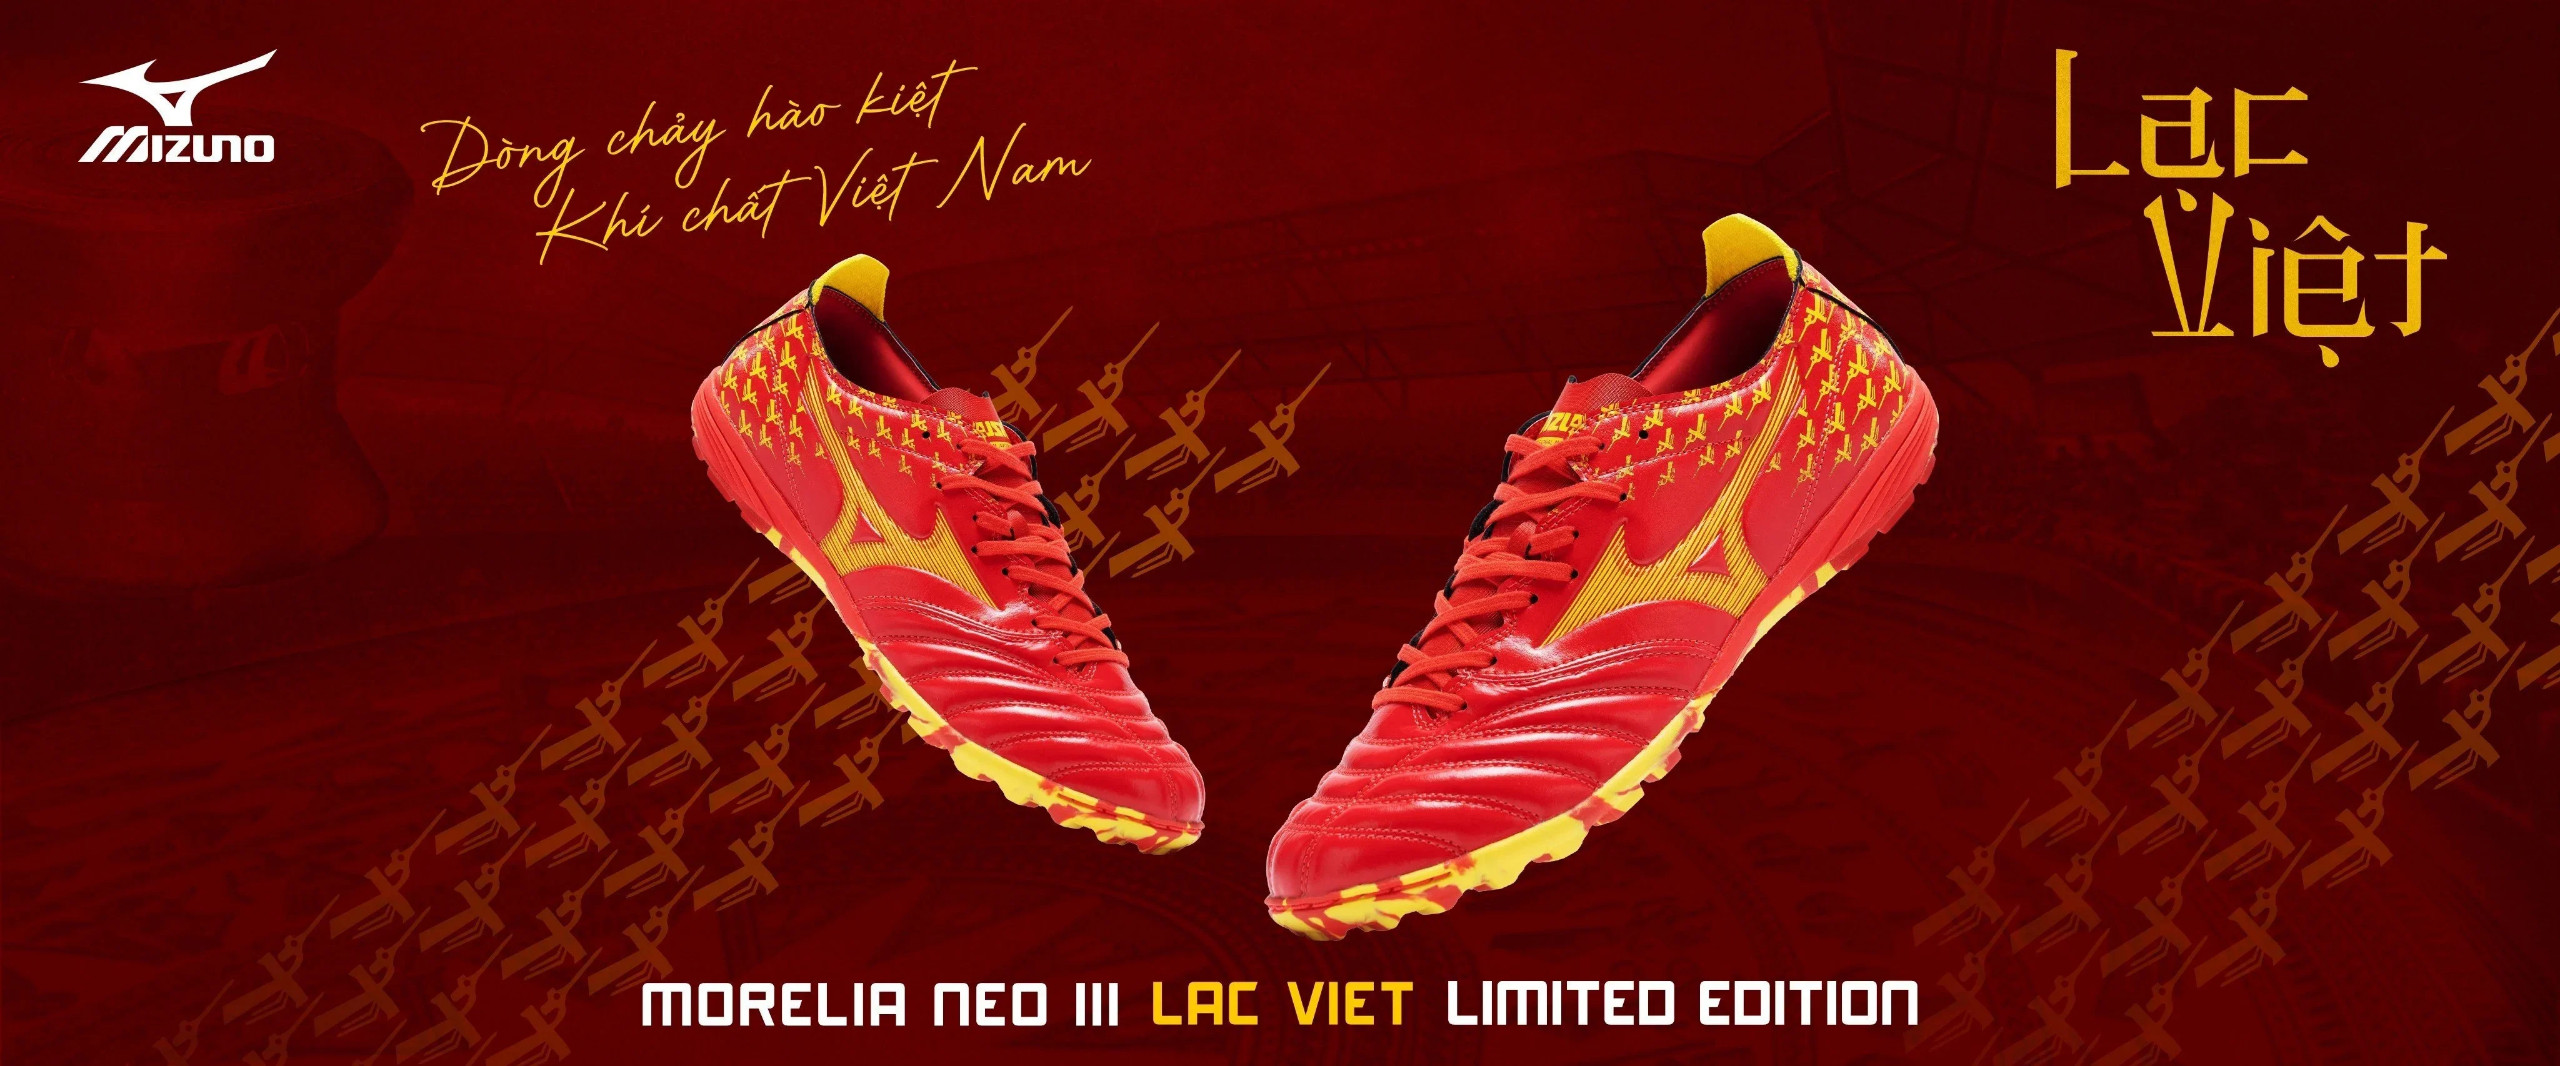 MIZUNO
Dòng chảy hào kiệt
Khí chất Việt Nam
Lạc
Việt
MORELIA NEO III LAC VIET LIMITED EDITION